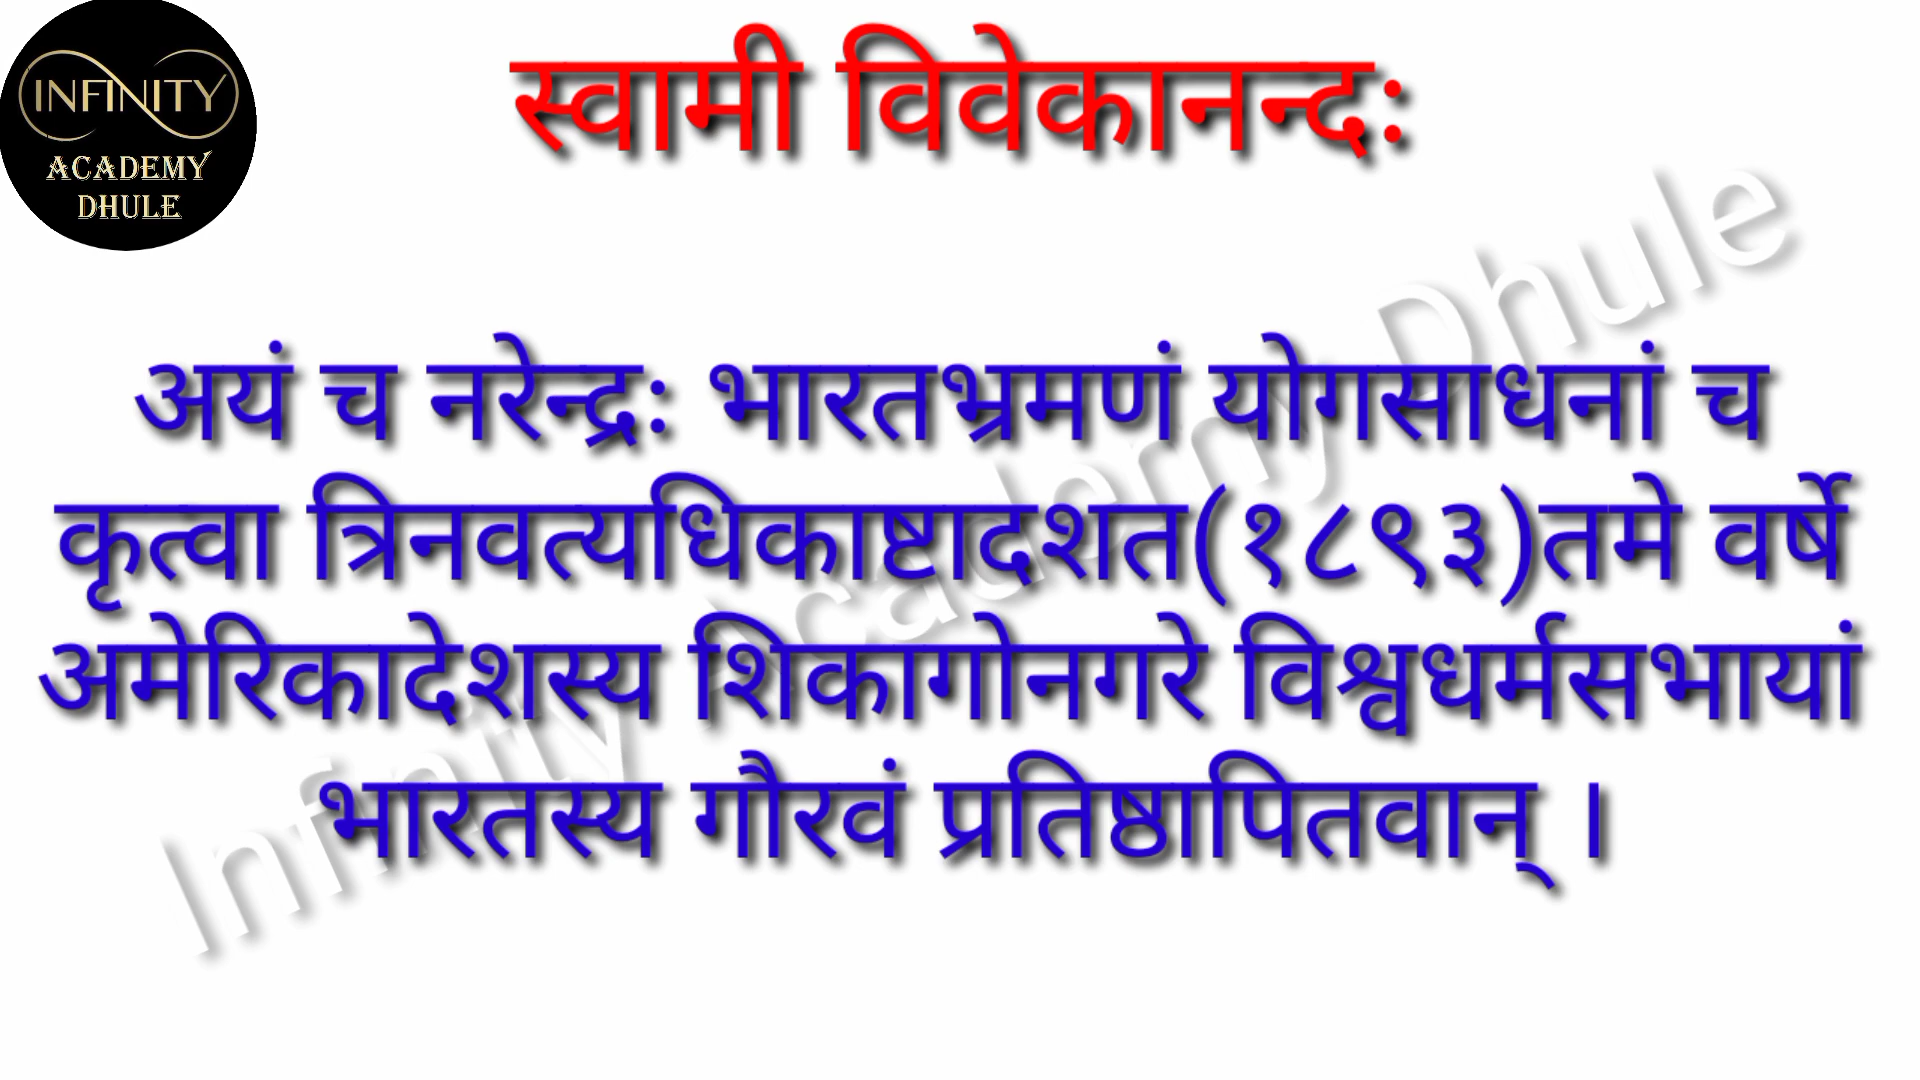 INFINITY
ACADEMY
DHULE
स्वामी विवेकानन्दः
अयं च नरेन्द्रः भारतभ्रमणं योगसाधनां च
कृत्वा त्रिनवत्यधिकाष्टादशत(१८९३)तमे वर्षे
अमेरिकादेशस्य शिकागोनगरे विश्वधर्मसभायां
भारतस्य गौरवं प्रतिष्ठापितवान् ।
Infinity Academy Dhule